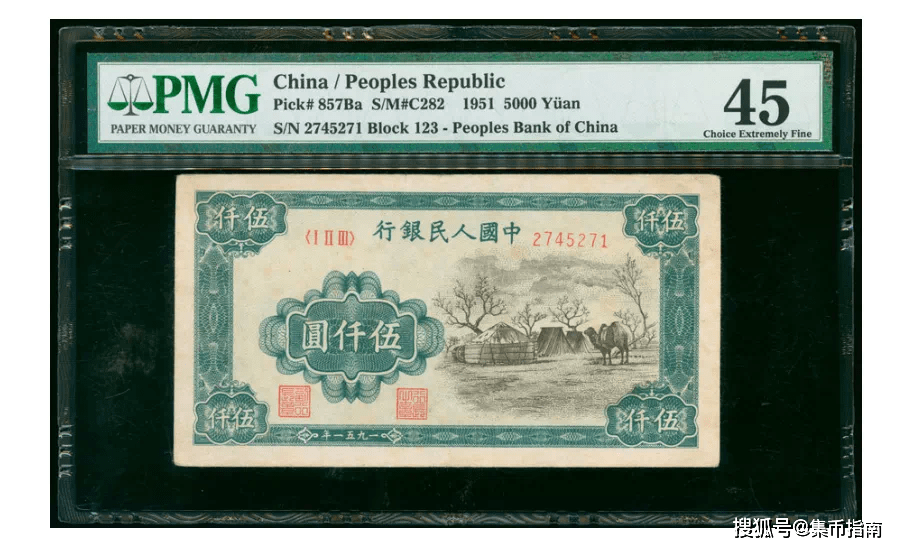 PMG
PAPER MONEY GUARANTY
China / Peoples Republic
Pick# 857Ba S/M#C282 1951 5000 Yüan
S/N 2745271 Block 123 - Peoples Bank of China
45
Choice Extremely Fine
仟伍
仟伍
〈I II III〉
行銀民人國中
2745271
圓仟伍
仟伍
仟伍
年一五九一
搜狐号@集币指南